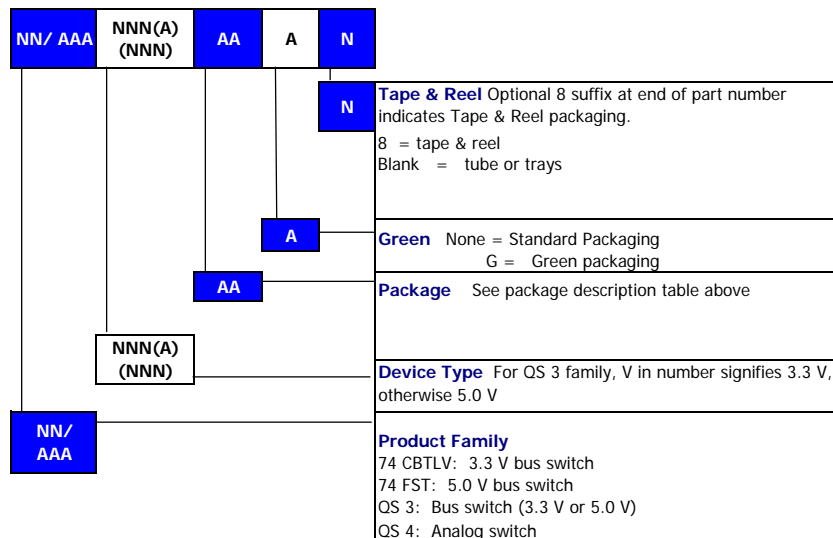 NN/ AAA NNN(A) AA A N
(NNN)
N
Tape & Reel Optional 8 suffix at end of part number
indicates Tape & Reel packaging.
8 = tape & reel
Blank = tube or trays
A
Green None = Standard Packaging
G = Green packaging
AA
Package See package description table above
NNN(A)
(NNN)
Device Type For QS 3 family, V in number signifies 3.3 V,
otherwise 5.0 V
NN/
AAA
Product Family
74 CBTLV: 3.3 V bus switch
74 FST: 5.0 V bus switch
QS 3: Bus switch (3.3 V or 5.0 V)
QS 4: Analog switch